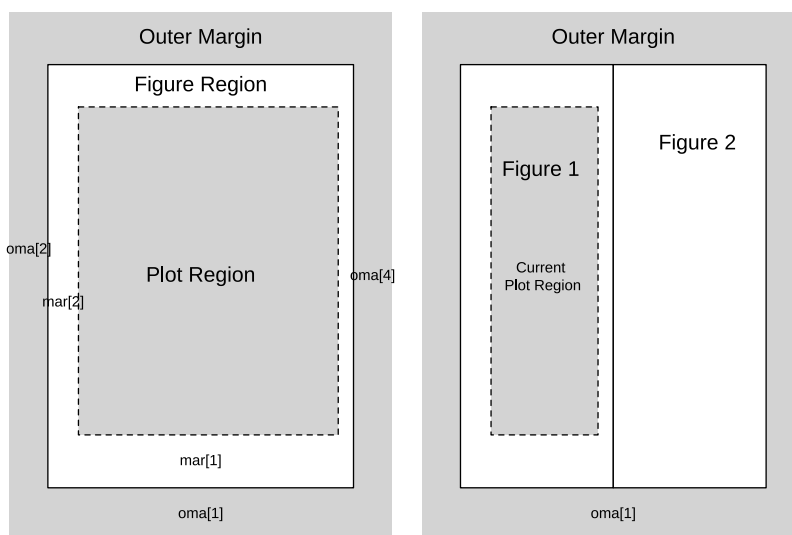 Outer Margin
Figure Region
oma[2]
Plot Region
oma[4]
mar[2]
mar[1]
oma[1]
Outer Margin
Figure 2
Figure 1
Current
Plot Region
oma[1]